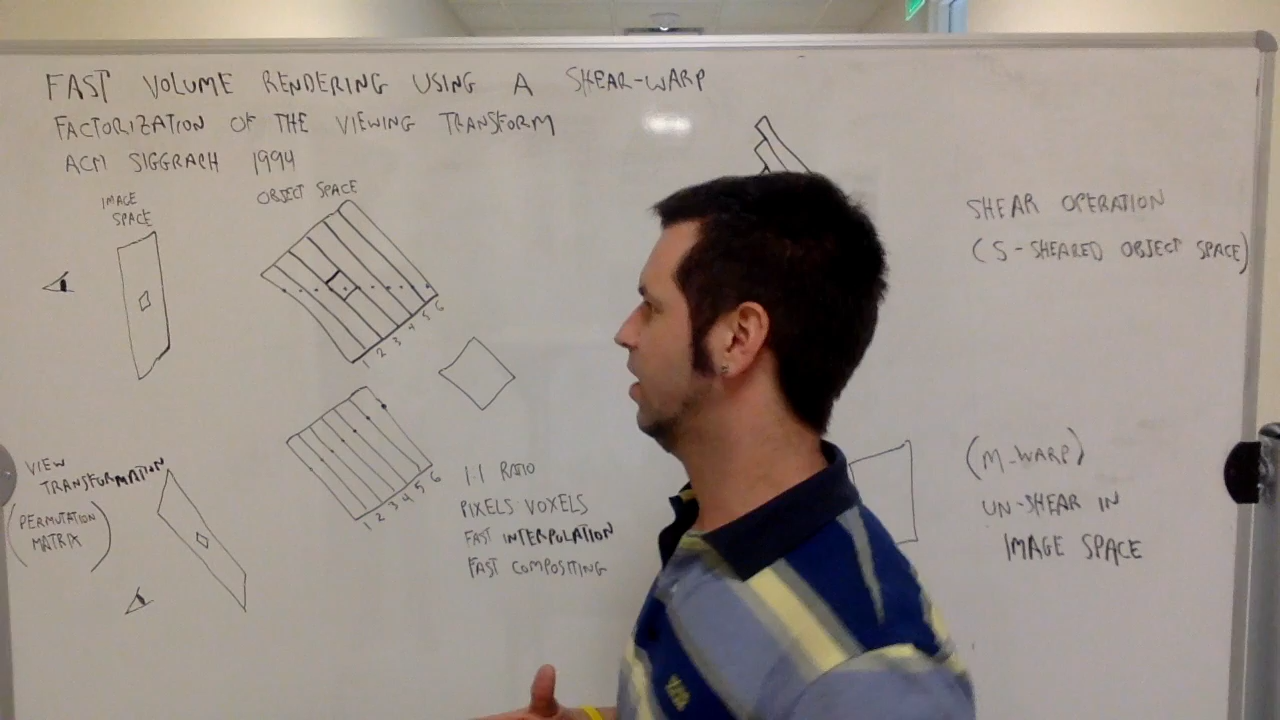 FAST VOLUME RENDERING USING A SHEAR-WARP
FACTORIZATION OF THE VIEWING TRANSFORM
ACM SIGGRAPH 1994
IMAGE
SPACE
OBJECT SPACE
1 2 3 4 5 6
SHEAR OPERATION
(S-SHEARED OBJECT SPACE)
VIEW
TRANSFORMATION
(PERMUTATION
MATRIX)
1 2 3 4 5 6
1:1 RATIO
PIXELS VOXELS
FAST INTERPOLATION
FAST COMPOSITING
(M-WARP)
UN-SHEAR IN
IMAGE SPACE